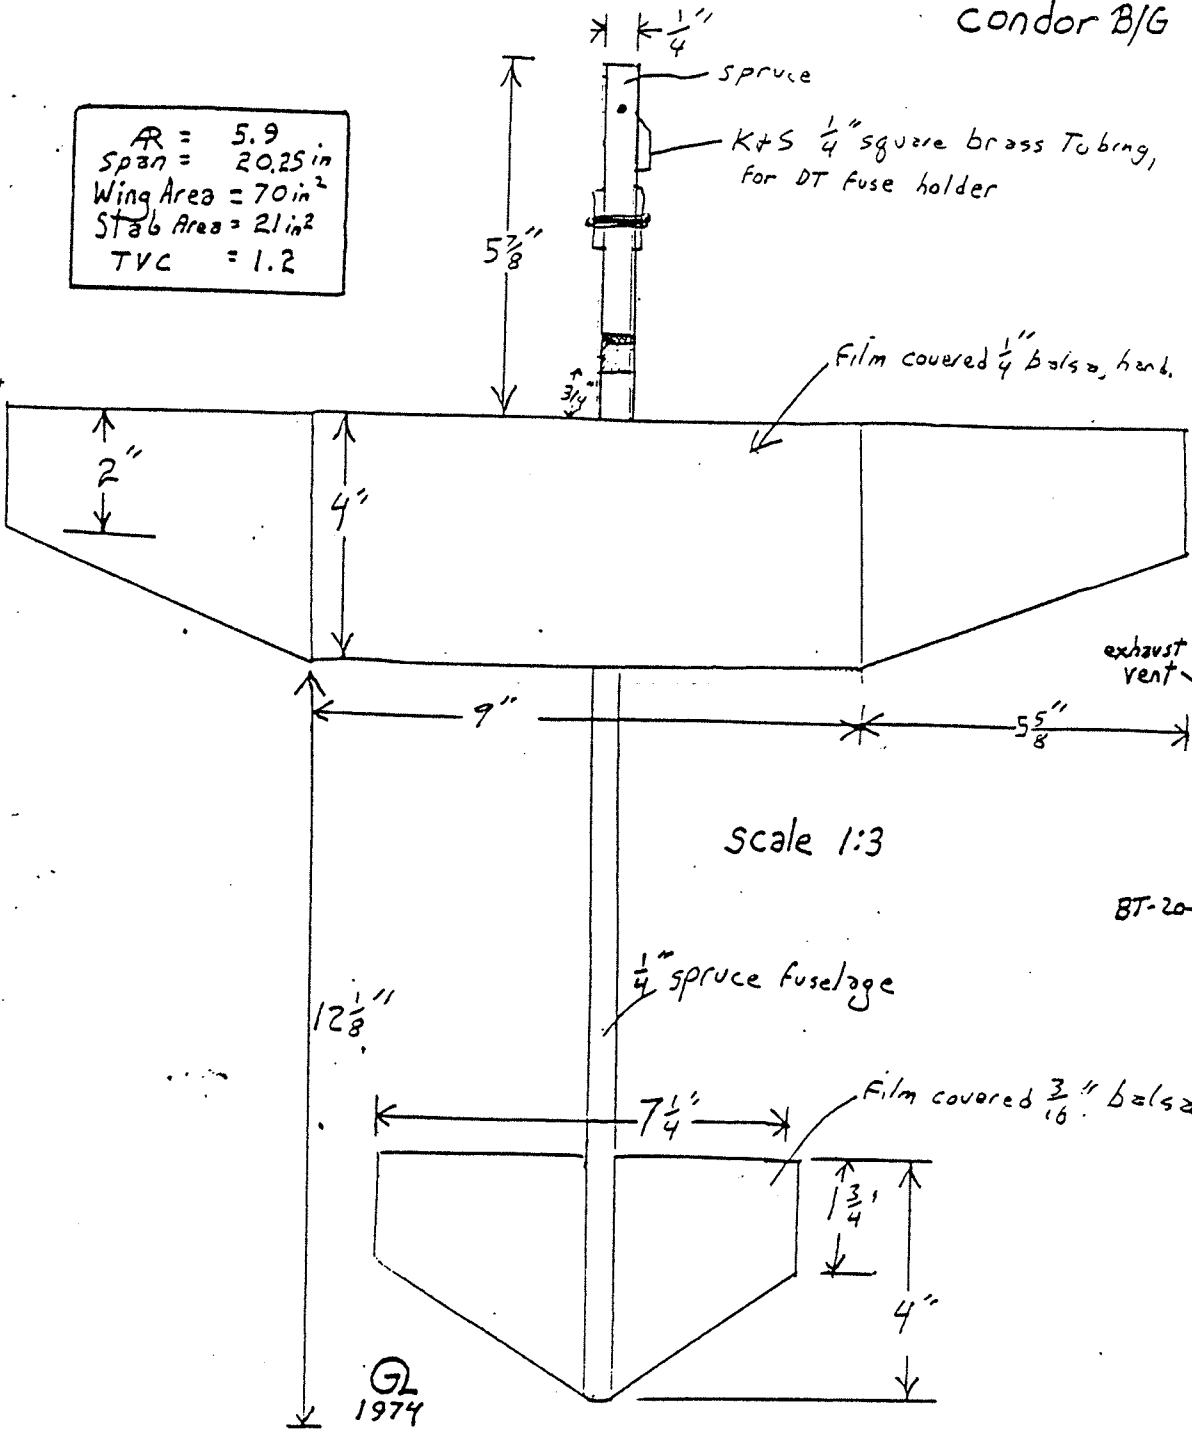 condor B/G
1/4"
spruce
K+S 1/4" square brass Tubing,
for DT fuse holder
AR = 5.9
Span = 20.25 in
Wing Area = 70 in²
Stab Area = 21 in²
TVC = 1.2
5 7/8"
3/4"
Film covered 1/4" balsa, hard.
2"
4"
exhaust
vent
9"
5 5/8"
scale 1:3
BT-20
1/4" spruce fuselage
12 1/8"
Film covered 3/16" balsa
7 1/4"
1 3/4"
4"
GL
1974